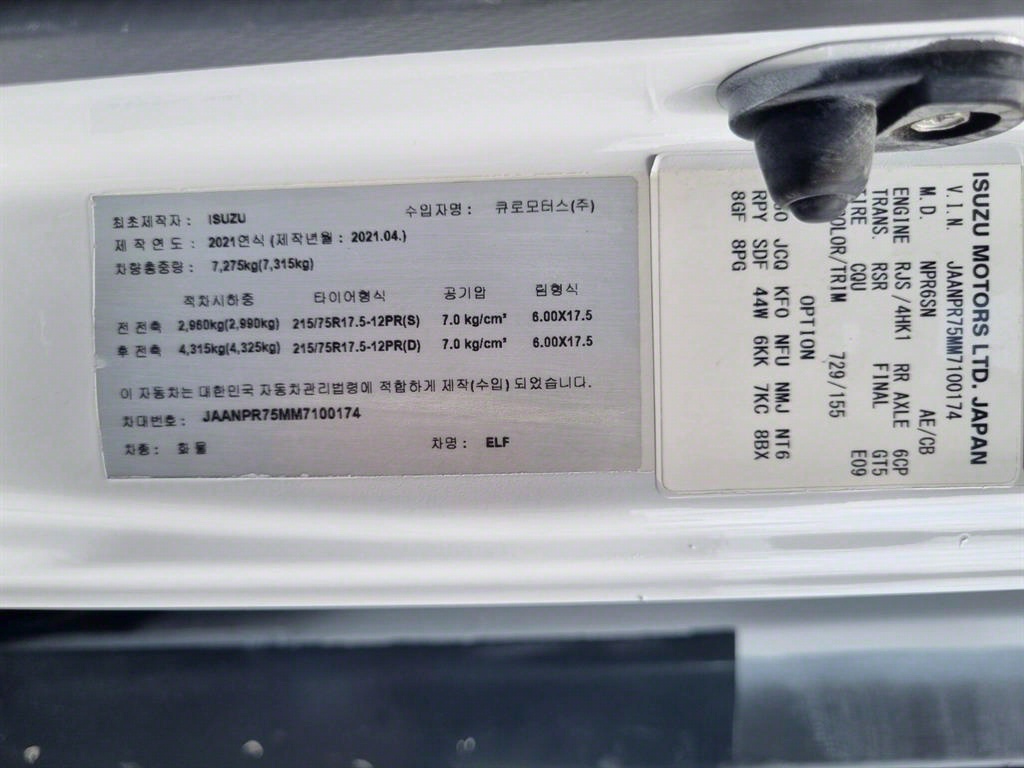 최초제작자 : ISUZU 수입자명 : 큐로모터스(주)
제 작 연 도 : 2021연식 (제작년월 : 2021.04.)
차량총중량 : 7,275kg(7,315kg)
적차시하중 타이어형식 공기압 림형식
전 전축 2,960kg(2,990kg) 215/75R17.5-12PR(S) 7.0 kg/cm² 6.00X17.5
후 전축 4,315kg(4,325kg) 215/75R17.5-12PR(D) 7.0 kg/cm² 6.00X17.5
이 자동차는 대한민국 자동차관리법령에 적합하게 제작(수입) 되었습니다.
차대번호 : JAANPR75MM7100174
차종 : 화 물 차명 : ELF
ISUZU MOTORS LTD. JAPAN
V.I.N. JAANPR75MM7100174
M.D. NPR6SN AE/CB
ENGINE RJS /4HK1 RR AXLE 6CP
TRANS. RSR FINAL GT5
CQU E09
/TRIM 729/155
OPTION
JCQ KFO NFU NMJ NT6
RPY SDF 44W 6KK 7KC 8BX
8GF 8PG